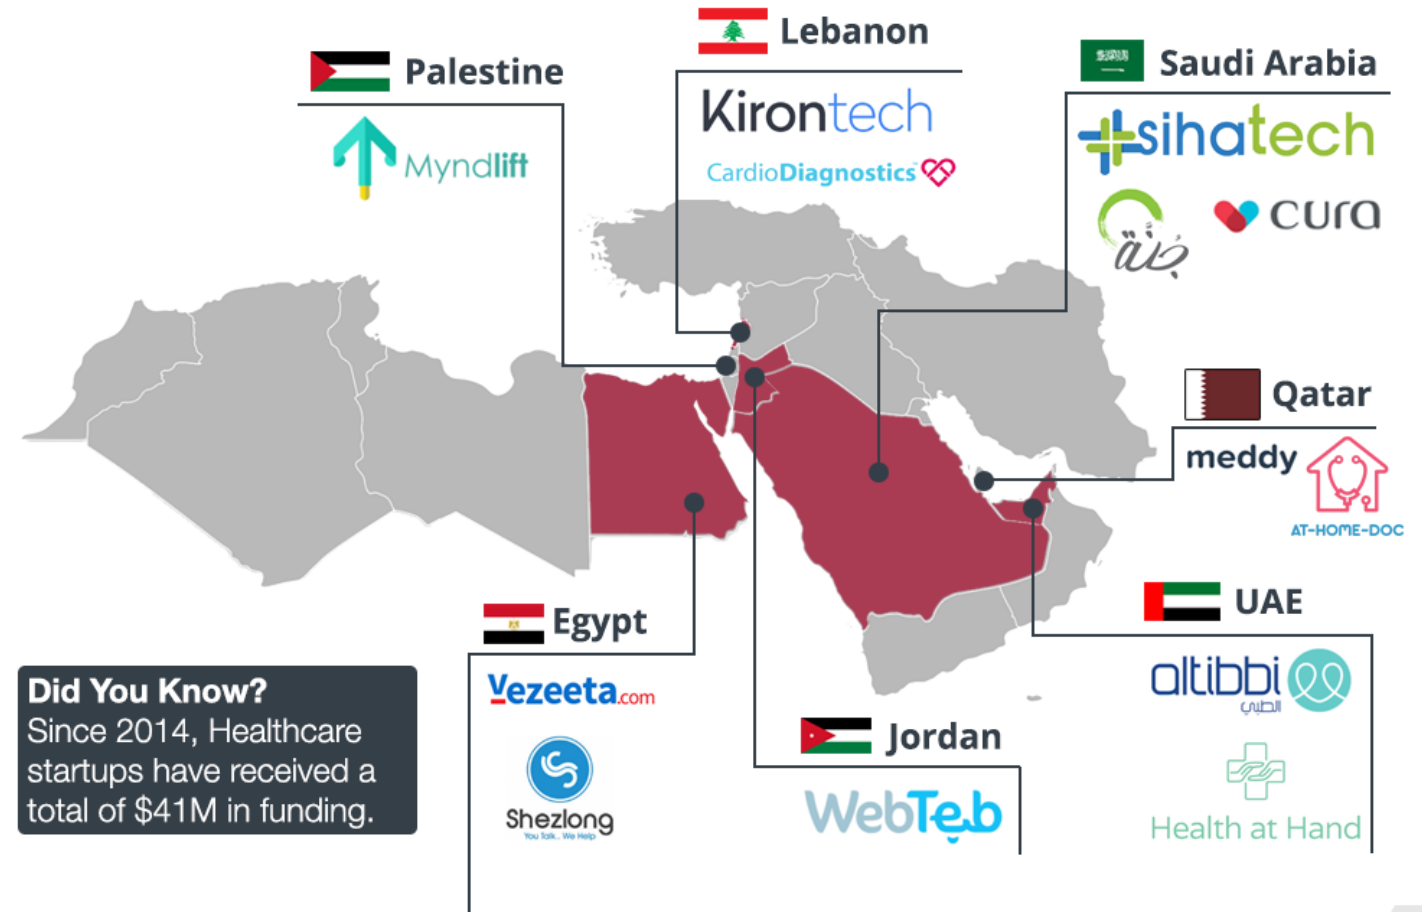 Lebanon
Kirontech
CardioDiagnostics
Palestine
Myndlift
Saudi Arabia
sihatech
جنّة
cura
Qatar
meddy
AT-HOME-DOC
Egypt
Vezeeta.com
Shezlong
You Talk.. We Help
Did You Know?
Since 2014, Healthcare
startups have received a
total of $41M in funding.
Jordan
WebTeb
UAE
altibbi
الطبي
Health at Hand